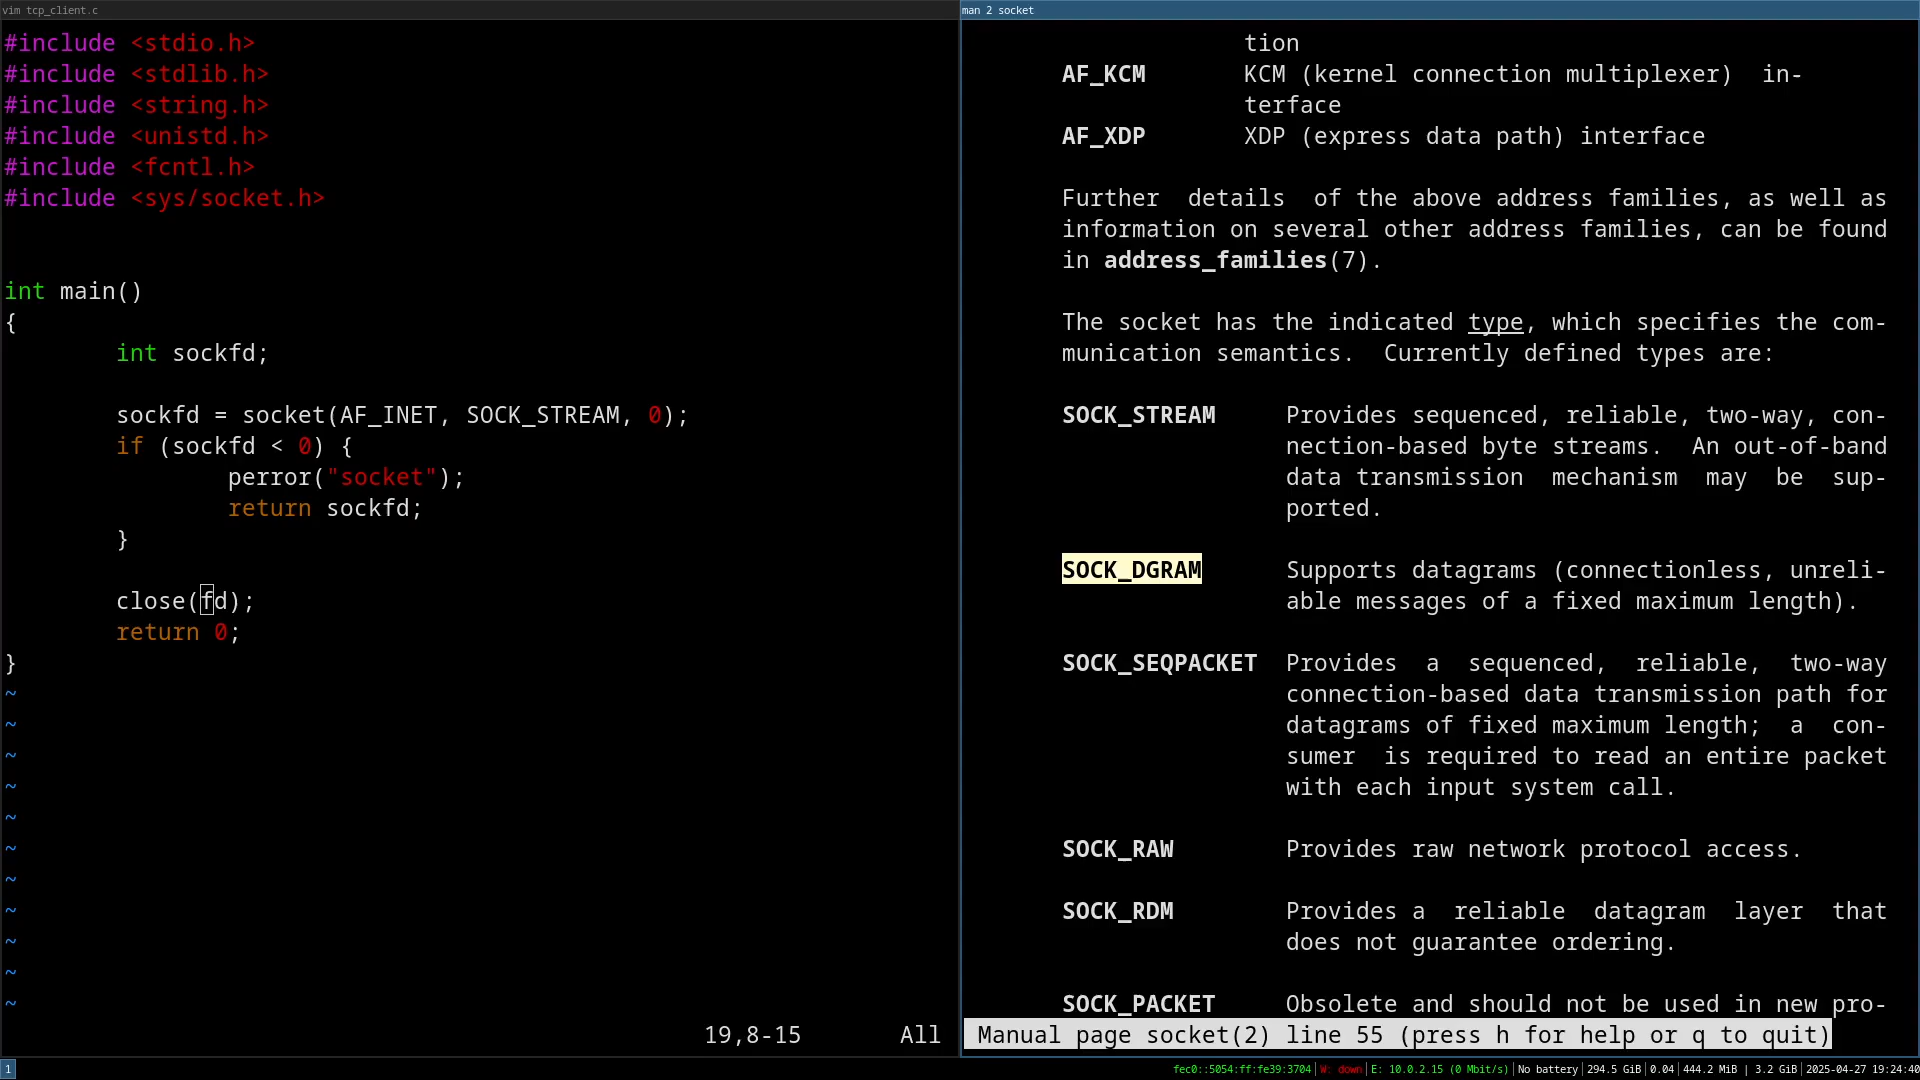 vim tcp_client.c
#include <stdio.h>
#include <stdlib.h>
#include <string.h>
#include <unistd.h>
#include <fcntl.h>
#include <sys/socket.h>
int main()
{
int sockfd;
sockfd = socket(AF_INET, SOCK_STREAM, 0);
if (sockfd < 0) {
perror("socket");
return sockfd;
}
close(fd);
return 0;
}
~
~
~
~
~
~
~
~
~
~
~
19,8-15 All
man 2 socket
tion
AF_KCM KCM (kernel connection multiplexer) in-
terface
AF_XDP XDP (express data path) interface
Further details of the above address families, as well as
information on several other address families, can be found
in address_families(7).
The socket has the indicated type, which specifies the com-
munication semantics. Currently defined types are:
SOCK_STREAM Provides sequenced, reliable, two-way, con-
nection-based byte streams. An out-of-band
data transmission mechanism may be sup-
ported.
SOCK_DGRAM Supports datagrams (connectionless, unreli-
able messages of a fixed maximum length).
SOCK_SEQPACKET Provides a sequenced, reliable, two-way
connection-based data transmission path for
datagrams of fixed maximum length; a con-
sumer is required to read an entire packet
with each input system call.
SOCK_RAW Provides raw network protocol access.
SOCK_RDM Provides a reliable datagram layer that
does not guarantee ordering.
SOCK_PACKET Obsolete and should not be used in new pro-
Manual page socket(2) line 55 (press h for help or q to quit)
1
fec0::5054:ff:fe39:3704 | W: down | E: 10.0.2.15 (0 Mbit/s) | No battery | 294.5 GiB | 0.04 | 444.2 MiB | 3.2 GiB | 2025-04-27 19:24:40